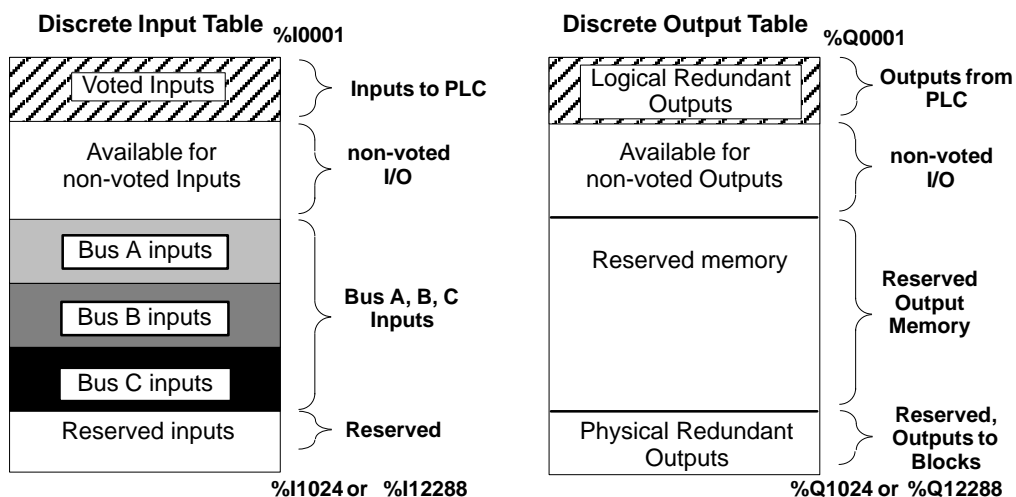 Discrete Input Table
%I0001
Voted Inputs
Inputs to PLC
Available for
non-voted Inputs
non-voted
I/O
Bus A inputs
Bus B inputs
Bus C inputs
Bus A, B, C
Inputs
Reserved inputs
Reserved
%I1024 or %I12288
Discrete Output Table
%Q0001
Logical Redundant
Outputs
Outputs from
PLC
Available for
non-voted Outputs
non-voted
I/O
Reserved memory
Reserved
Output
Memory
Physical Redundant
Outputs
Reserved,
Outputs to
Blocks
%Q1024 or %Q12288